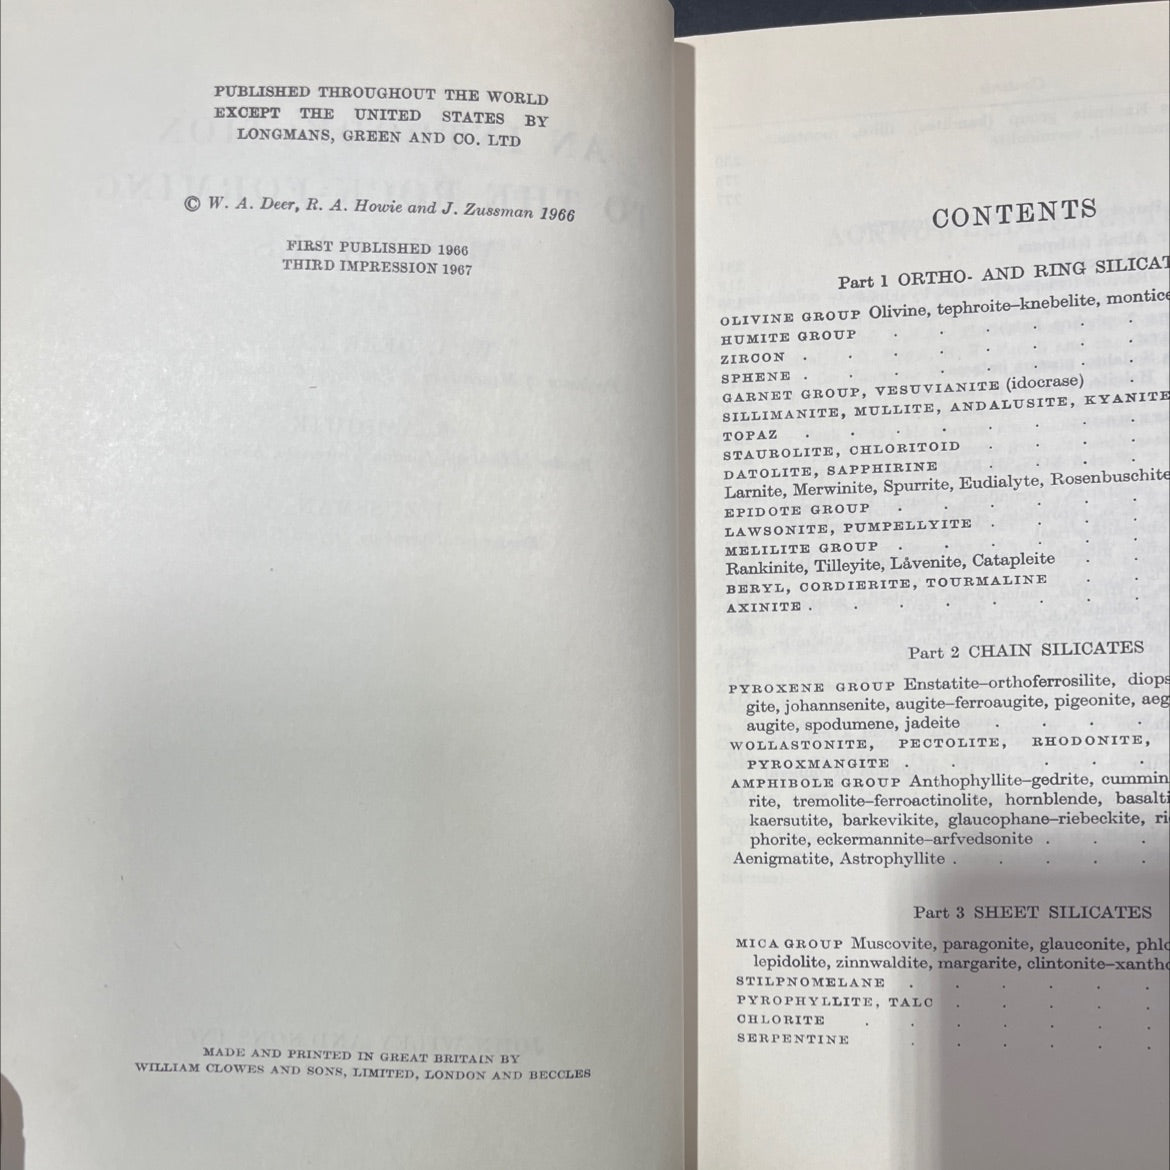 PUBLISHED THROUGHOUT THE WORLD
EXCEPT THE UNITED STATES BY
LONGMANS, GREEN AND CO. LTD
© W. A. Deer, R. A. Howie and J. Zussman 1966
FIRST PUBLISHED 1966
THIRD IMPRESSION 1967
MADE AND PRINTED IN GREAT BRITAIN BY
WILLIAM CLOWES AND SONS, LIMITED, LONDON AND BECCLES
CONTENTS
Part 1 ORTHO- AND RING SILICAT
OLIVINE GROUP Olivine, tephroite–knebelite, montice
HUMITE GROUP
ZIRCON
SPHENE
GARNET GROUP, VESUVIANITE (idocrase)
SILLIMANITE, MULLITE, ANDALUSITE, KYANITE
TOPAZ
STAUROLITE, CHLORITOID
DATOLITE, SAPPHIRINE
Larnite, Merwinite, Spurrite, Eudialyte, Rosenbuschite
EPIDOTE GROUP
LAWSONITE, PUMPELLYITE
MELILITE GROUP
Rankinite, Tilleyite, Låvenite, Catapleite
BERYL, CORDIERITE, TOURMALINE
AXINITE
Part 2 CHAIN SILICATES
PYROXENE GROUP Enstatite–orthoferrosilite, diops
gite, johannsenite, augite–ferroaugite, pigeonite, aeg
augite, spodumene, jadeite
WOLLASTONITE, PECTOLITE, RHODONITE,
PYROXMANGITE
AMPHIBOLE GROUP Anthophyllite–gedrite, cummin
rite, tremolite–ferroactinolite, hornblende, basalti
kaersutite, barkevikite, glaucophane–riebeckite, ri
phorite, eckermannite–arfvedsonite
Aenigmatite, Astrophyllite
Part 3 SHEET SILICATES
MICA GROUP Muscovite, paragonite, glauconite, phlo
lepidolite, zinnwaldite, margarite, clintonite–xantho
STILPNOMELANE
PYROPHYLLITE, TALC
CHLORITE
SERPENTINE